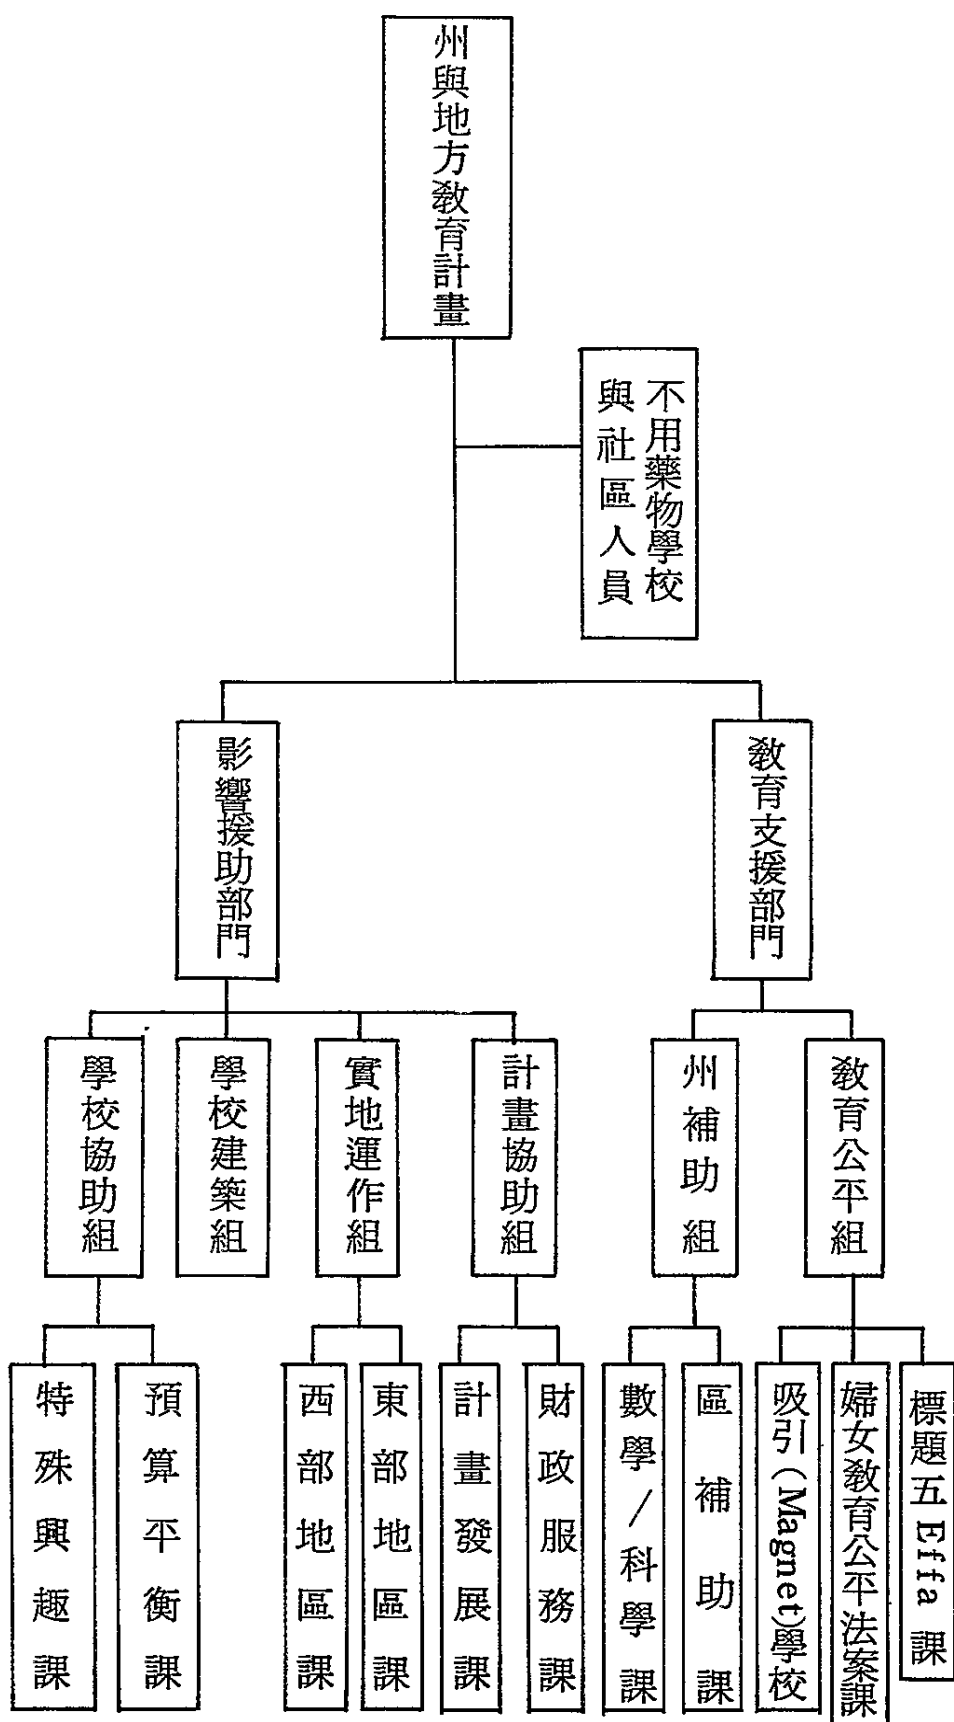 州與地方教育計畫
不用藥物學校
與社區人員
教育支援部門
影響援助部門
教育公平組
州補助組
計畫協助組
實地運作組
學校建築組
學校協助組
標題五Effa課
婦女教育公平法案課
吸引(Magnet)學校
區補助課
數學/科學課
財政服務課
計畫發展課
東部地區課
西部地區課
預算平衡課
特殊興趣課